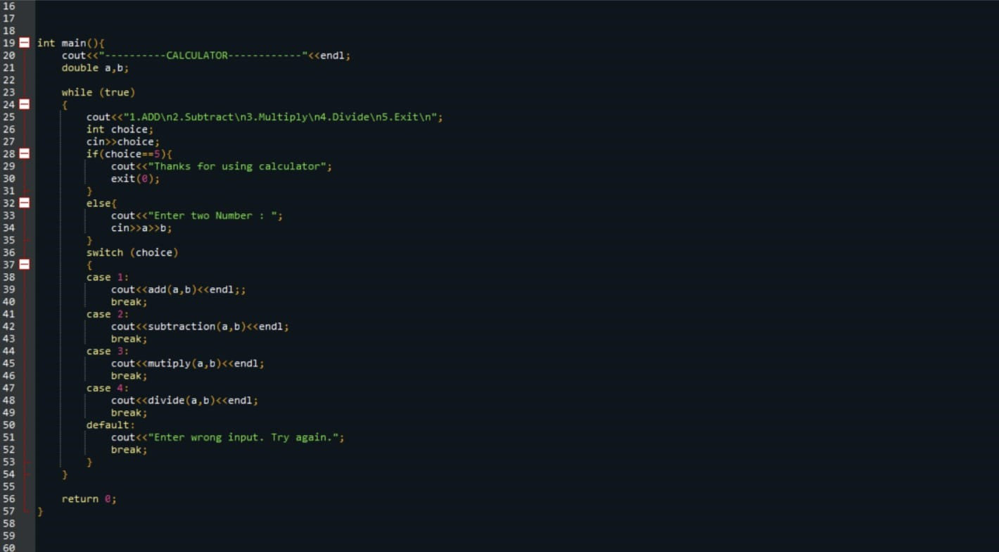 16
17
18
19 int main(){
20     cout<<"----------CALCULATOR------------"<<endl;
21     double a,b;
22
23     while (true)
24     {
25         cout<<"1.ADD\n2.Subtract\n3.Multiply\n4.Divide\n5.Exit\n";
26         int choice;
27         cin>>choice;
28         if(choice==5){
29             cout<<"Thanks for using calculator";
30             exit(0);
31         }
32         else{
33             cout<<"Enter two Number : ";
34             cin>>a>>b;
35         }
36         switch (choice)
37         {
38         case 1:
39             cout<<add(a,b)<<endl;;
40             break;
41         case 2:
42             cout<<subtraction(a,b)<<endl;
43             break;
44         case 3:
45             cout<<mutiply(a,b)<<endl;
46             break;
47         case 4:
48             cout<<divide(a,b)<<endl;
49             break;
50         default:
51             cout<<"Enter wrong input. Try again.";
52             break;
53         }
54     }
55
56     return 0;
57 }
58
59
60